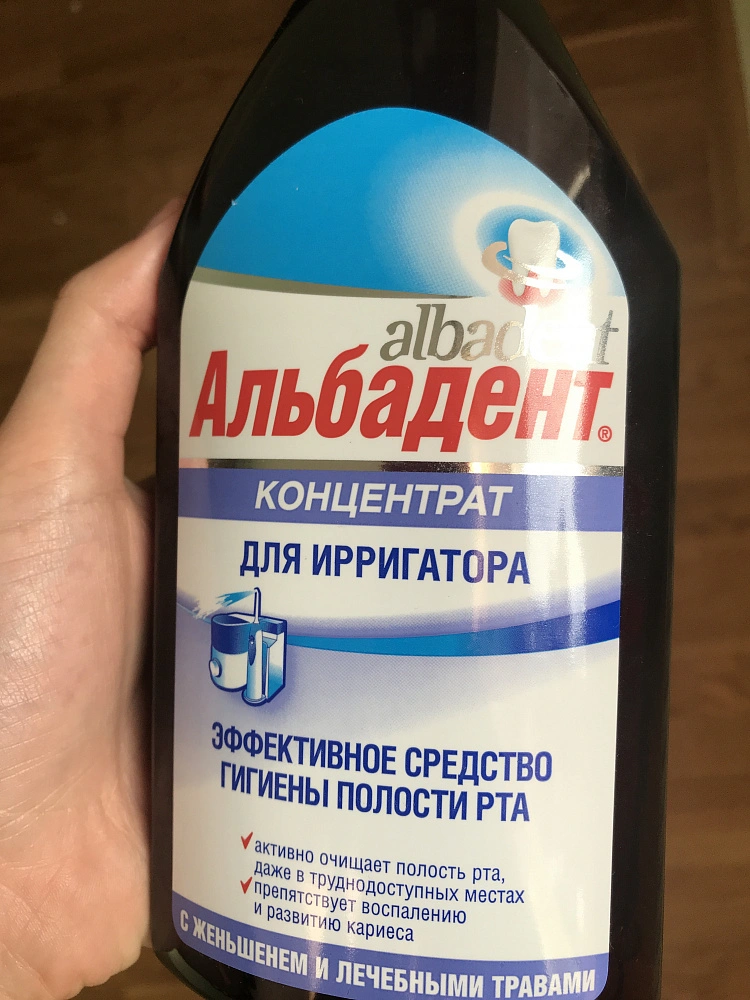 albadent
Альбадент®
КОНЦЕНТРАТ
ДЛЯ ИРРИГАТОРА
ЭФФЕКТИВНОЕ СРЕДСТВО
ГИГИЕНЫ ПОЛОСТИ РТА
активно очищает полость рта,
даже в труднодоступных местах
препятствует воспалению
и развитию кариеса
С ЖЕНЬШЕНЕМ И ЛЕЧЕБНЫМИ ТРАВАМИ